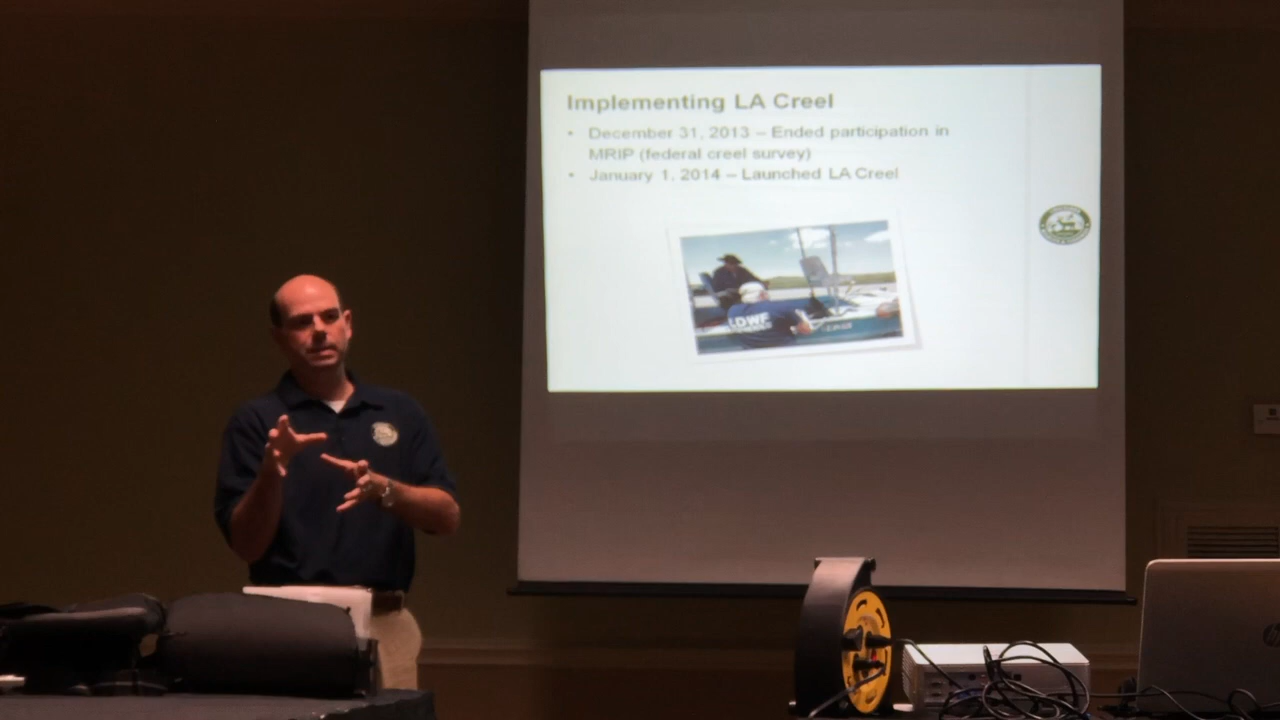 Implementing LA Creel
• December 31, 2013 – Ended participation in
MRIP (federal creel survey)
• January 1, 2014 – Launched LA Creel
LDWF